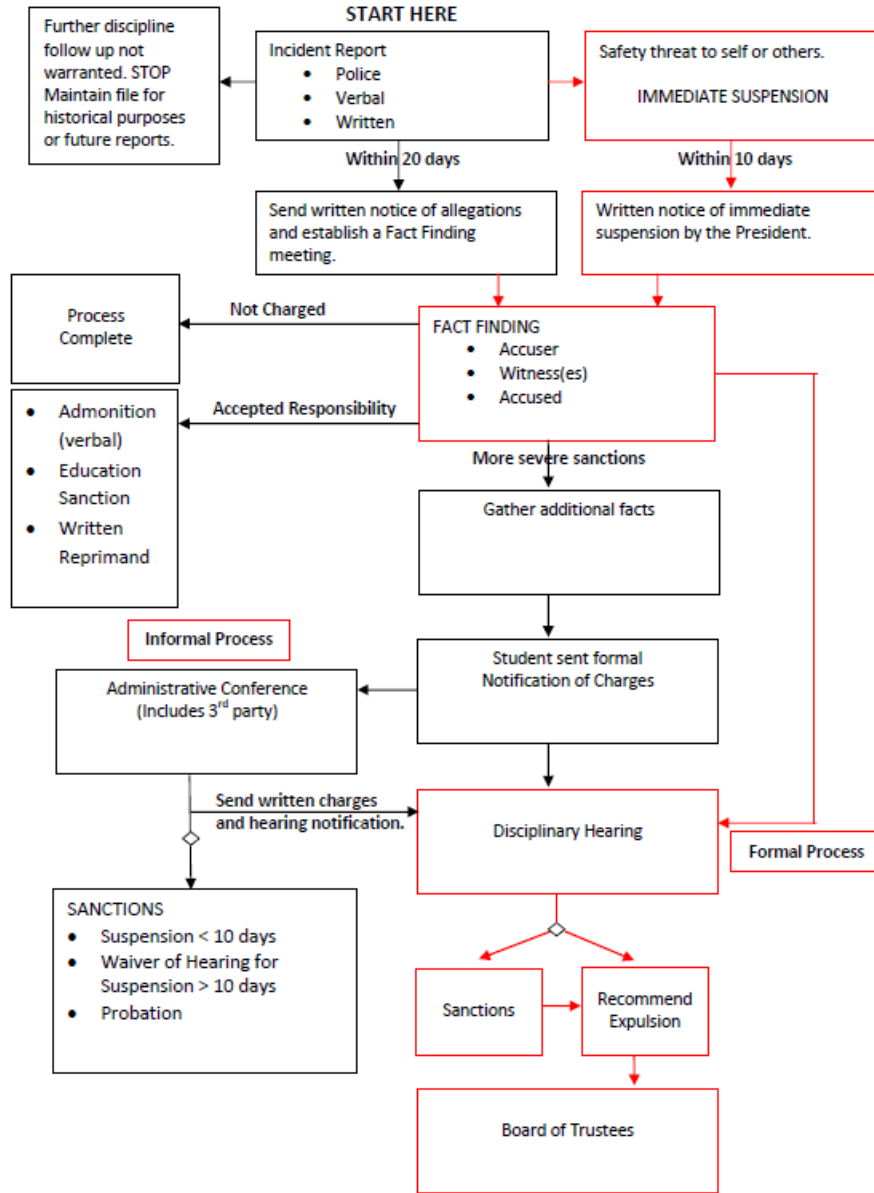 START HERE
Further discipline
follow up not
warranted. STOP
Maintain file for
historical purposes
or future reports.
Incident Report
• Police
• Verbal
• Written
Safety threat to self or others.
IMMEDIATE SUSPENSION
Within 20 days
Within 10 days
Send written notice of allegations
and establish a Fact Finding
meeting.
Written notice of immediate
suspension by the President.
Process
Complete
Not Charged
FACT FINDING
• Accuser
• Witness(es)
• Accused
Accepted Responsibility
• Admonition
(verbal)
• Education
Sanction
• Written
Reprimand
More severe sanctions
Gather additional facts
Informal Process
Student sent formal
Notification of Charges
Administrative Conference
(Includes 3rd party)
Send written charges
and hearing notification.
Disciplinary Hearing
Formal Process
SANCTIONS
• Suspension < 10 days
• Waiver of Hearing for
Suspension > 10 days
• Probation
Sanctions
Recommend
Expulsion
Board of Trustees